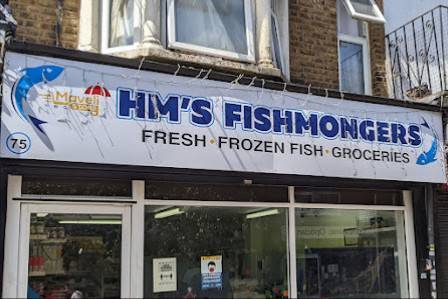 Maveli
HM'S FISHMONGERS
FRESH • FROZEN FISH • GROCERIES
75